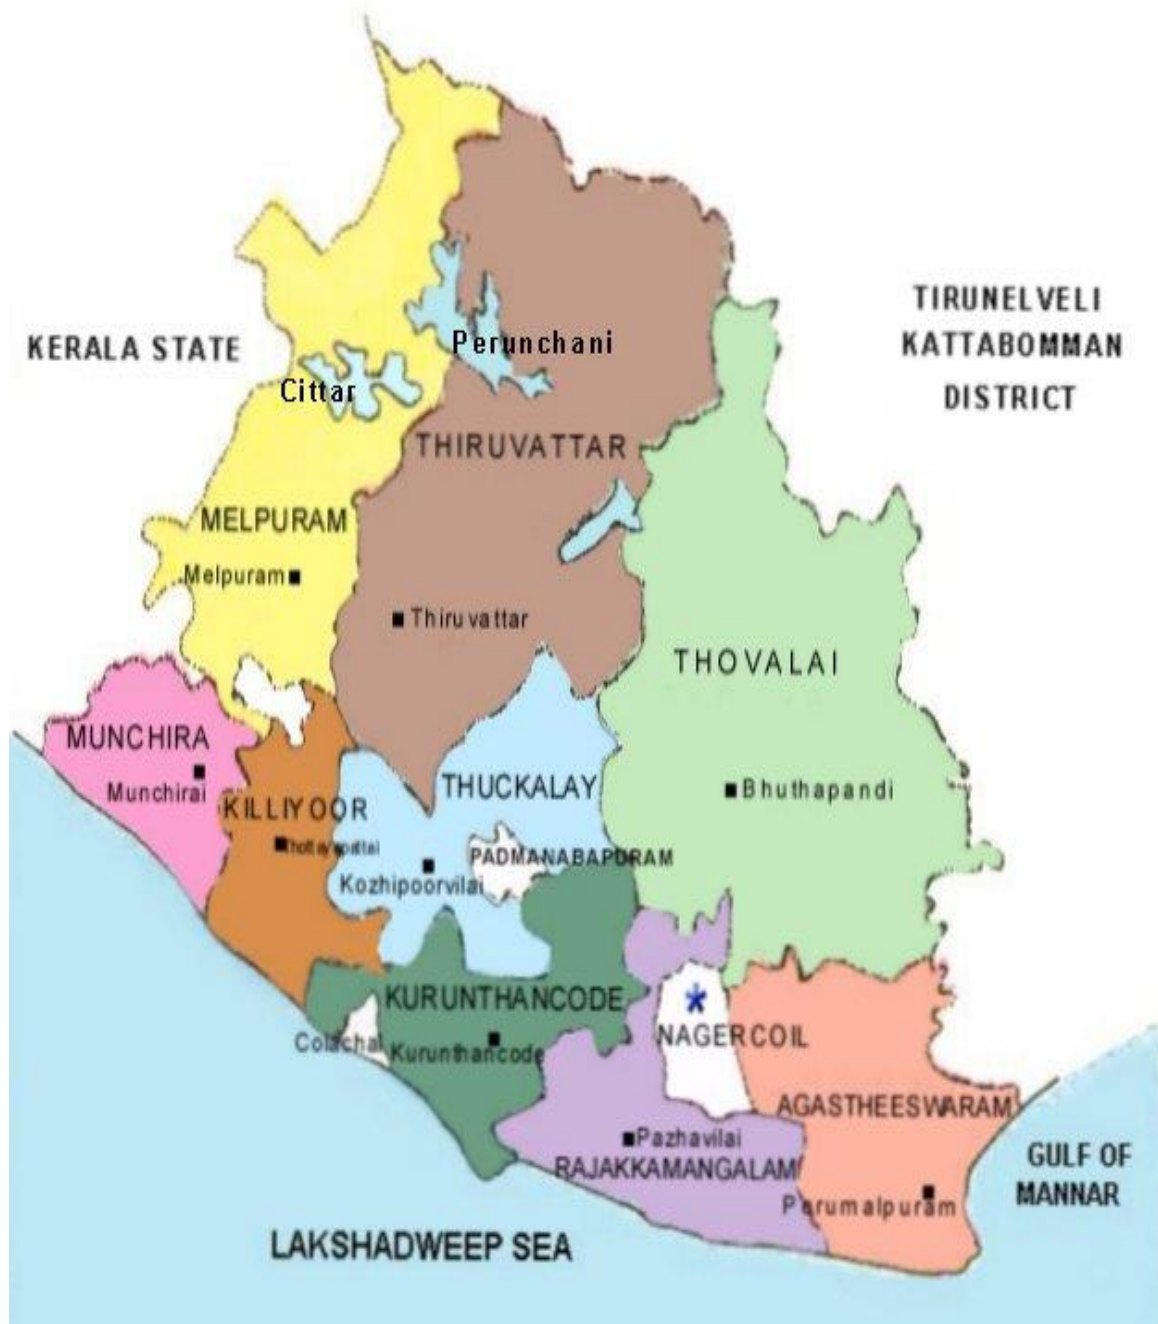 TIRUNELVELI
KATTABOMMAN
DISTRICT
KERALA STATE
Perunchani
Cittar
THIRUVATTAR
MELPURAM
Melpuram
Thiruvattar
THOVALAI
MUNCHIRA
Munchirai
THUCKALAY
Bhuthapandi
KILLIYOOR
PADMANABAPURAM
Kozhipoorvilai
KURUNTHANCODE
*
NAGERCOIL
Colachal
Kurunthancode
AGASTHEESWARAM
Pazhavilai
RAJAKKAMANGALAM
GULF OF
MANNAR
Perumalpuram
LAKSHADWEEP SEA